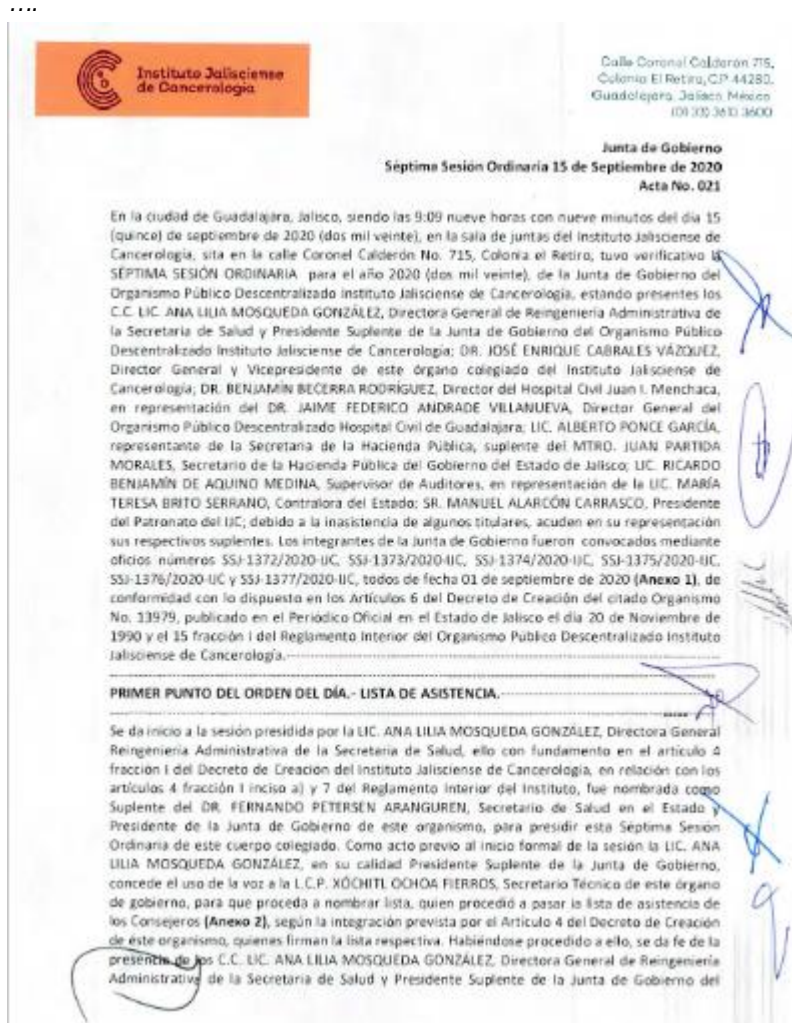 ....
Instituto Jalisciense
de Cancerología
Calle Coronel Calderón 715,
Colonia El Retiro, C.P 44280.
Guadalajara, Jalisco, México
(01 33) 3610 3600
Junta de Gobierno
Séptima Sesión Ordinaria 15 de Septiembre de 2020
Acta No. 021
En la ciudad de Guadalajara, Jalisco, siendo las 9:09 nueve horas con nueve minutos del día 15
(quince) de septiembre de 2020 (dos mil veinte), en la sala de juntas del Instituto Jalisciense de
Cancerología, sita en la calle Coronel Calderón No. 715, Colonia el Retiro, tuvo verificativo la
SÉPTIMA SESIÓN ORDINARIA para el año 2020 (dos mil veinte), de la Junta de Gobierno del
Organismo Público Descentralizado Instituto Jalisciense de Cancerología, estando presentes los
C.C. LIC. ANA LILIA MOSQUEDA GONZÁLEZ, Directora General de Reingeniería Administrativa de
la Secretaria de Salud y Presidente Suplente de la Junta de Gobierno del Organismo Público
Descentralizado Instituto Jalisciense de Cancerología; DR. JOSÉ ENRIQUE CABRALES VÁZQUEZ,
Director General y Vicepresidente de este órgano colegiado del Instituto Jalisciense de
Cancerología; DR. BENJAMÍN BECERRA RODRÍGUEZ, Director del Hospital Civil Juan I. Menchaca,
en representación del DR. JAIME FEDERICO ANDRADE VILLANUEVA, Director General del
Organismo Público Descentralizado Hospital Civil de Guadalajara; LIC. ALBERTO PONCE GARCÍA,
representante de la Secretaria de la Hacienda Pública, suplente del MTRO. JUAN PARTIDA
MORALES, Secretario de la Hacienda Pública del Gobierno del Estado de Jalisco; LIC. RICARDO
BENJAMÍN DE AQUINO MEDINA, Supervisor de Auditores, en representación de la LIC. MARÍA
TERESA BRITO SERRANO, Contralora del Estado; SR. MANUEL ALARCÓN CARRASCO, Presidente
del Patronato del IJC; debido a la inasistencia de algunos titulares, acuden en su representación
sus respectivos suplentes. Los integrantes de la Junta de Gobierno fueron convocados mediante
oficios números SSJ-1372/2020-IJC, SSJ-1373/2020-IJC, SSJ-1374/2020-IJC, SSJ-1375/2020-IJC,
SSJ-1376/2020-IJC y SSJ-1377/2020-IJC, todos de fecha 01 de septiembre de 2020 (Anexo 1), de
conformidad con lo dispuesto en los Artículos 6 del Decreto de Creación del citado Organismo
No. 13979, publicado en el Periódico Oficial en el Estado de Jalisco el día 20 de Noviembre de
1990 y el 15 fracción I del Reglamento Interior del Organismo Público Descentralizado Instituto
Jalisciense de Cancerología.
PRIMER PUNTO DEL ORDEN DEL DÍA.- LISTA DE ASISTENCIA.
Se da inicio a la sesión presidida por la LIC. ANA LILIA MOSQUEDA GONZÁLEZ, Directora General
Reingeniería Administrativa de la Secretaria de Salud, ello con fundamento en el artículo 4
fracción I del Decreto de Creación del Instituto Jalisciense de Cancerología, en relación con los
artículos 4 fracción I inciso a) y 7 del Reglamento Interior del Instituto, fue nombrada como
Suplente del DR. FERNANDO PETERSEN ARANGUREN, Secretario de Salud en el Estado y
Presidente de la Junta de Gobierno de este organismo, para presidir esta Séptima Sesión
Ordinaria de este cuerpo colegiado. Como acto previo al inicio formal de la sesión la LIC. ANA
LILIA MOSQUEDA GONZÁLEZ, en su calidad Presidente Suplente de la Junta de Gobierno,
concede el uso de la voz a la L.C.P. XÓCHITL OCHOA FIERROS, Secretario Técnico de este órgano
de gobierno, para que proceda a nombrar lista, quien procedió a pasar la lista de asistencia de
los Consejeros (Anexo 2), según la integración prevista por el Artículo 4 del Decreto de Creación
de este organismo, quienes firman la lista respectiva. Habiéndose procedido a ello, se da fe de la
presencia de los C.C. LIC. ANA LILIA MOSQUEDA GONZÁLEZ, Directora General de Reingeniería
Administrativa de la Secretaria de Salud y Presidente Suplente de la Junta de Gobierno del